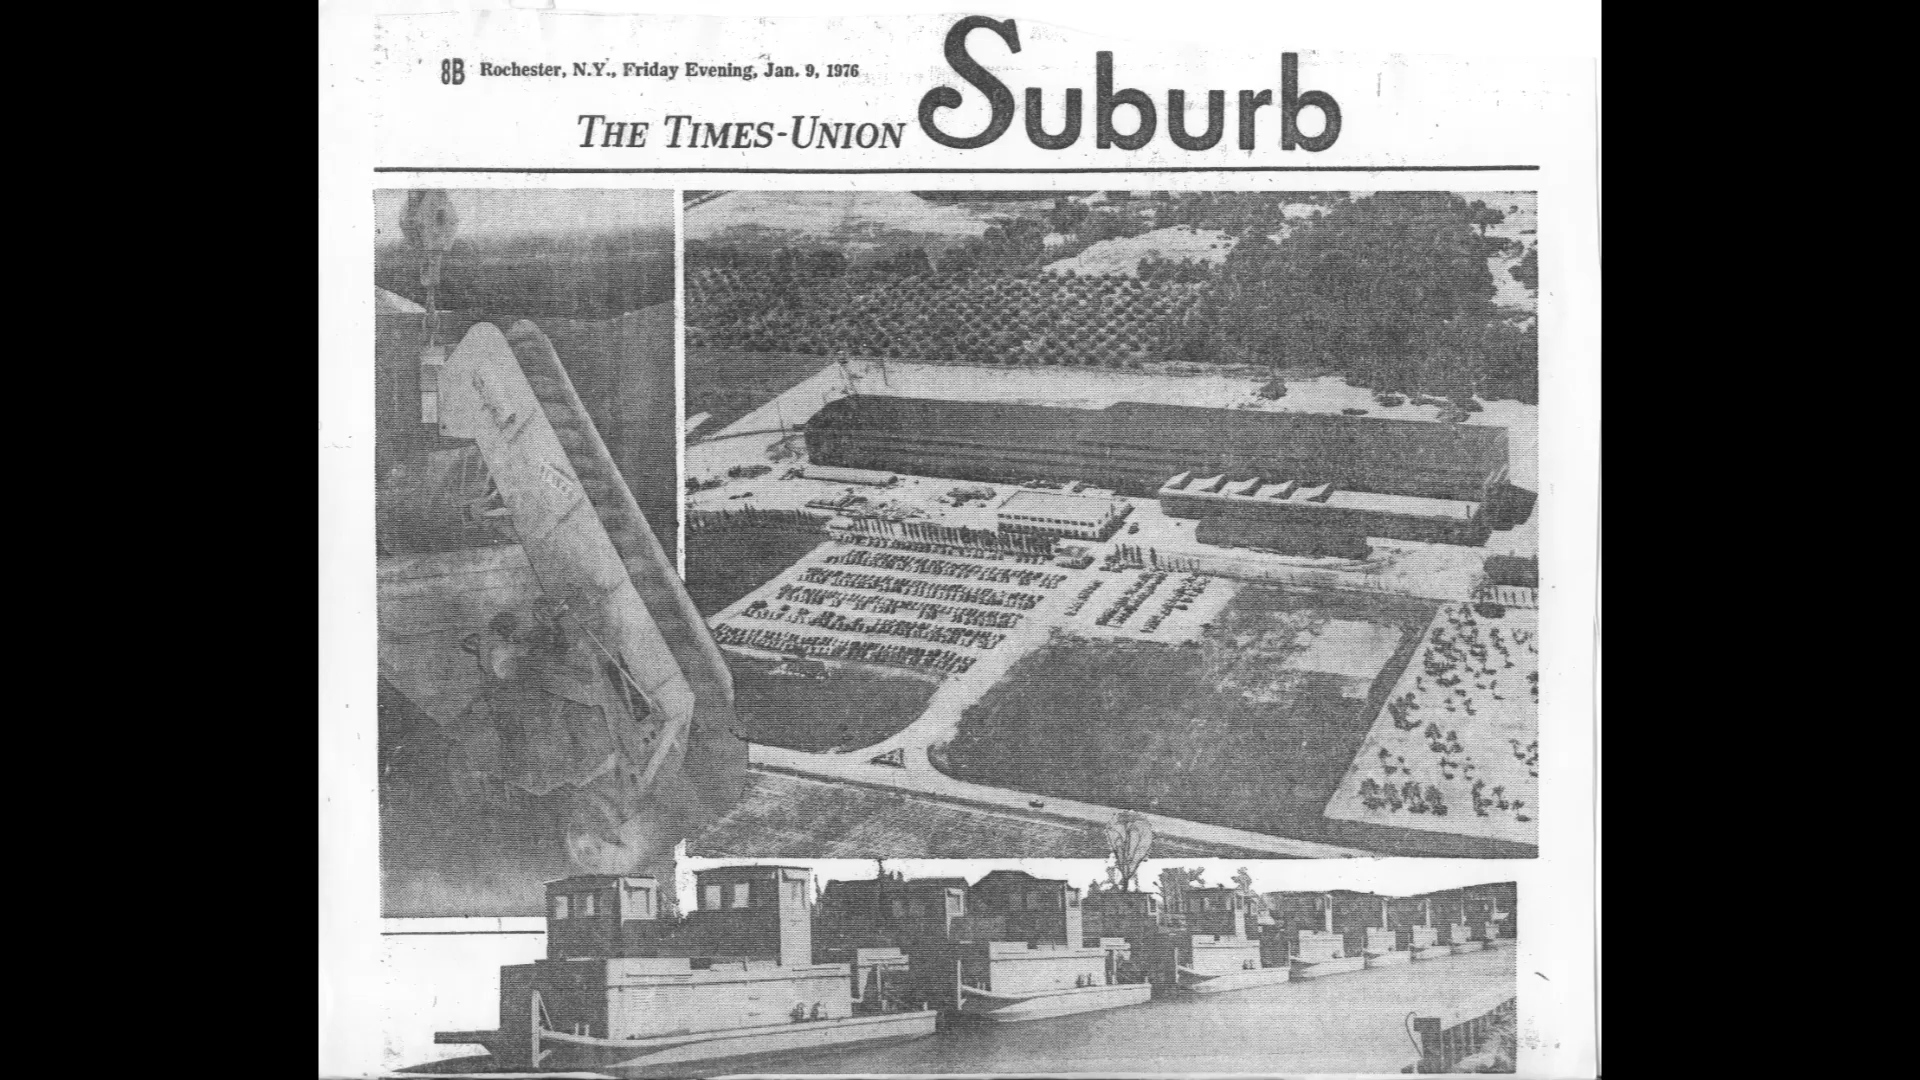 8B Rochester, N.Y., Friday Evening, Jan. 9, 1976
THE TIMES-UNION Suburb